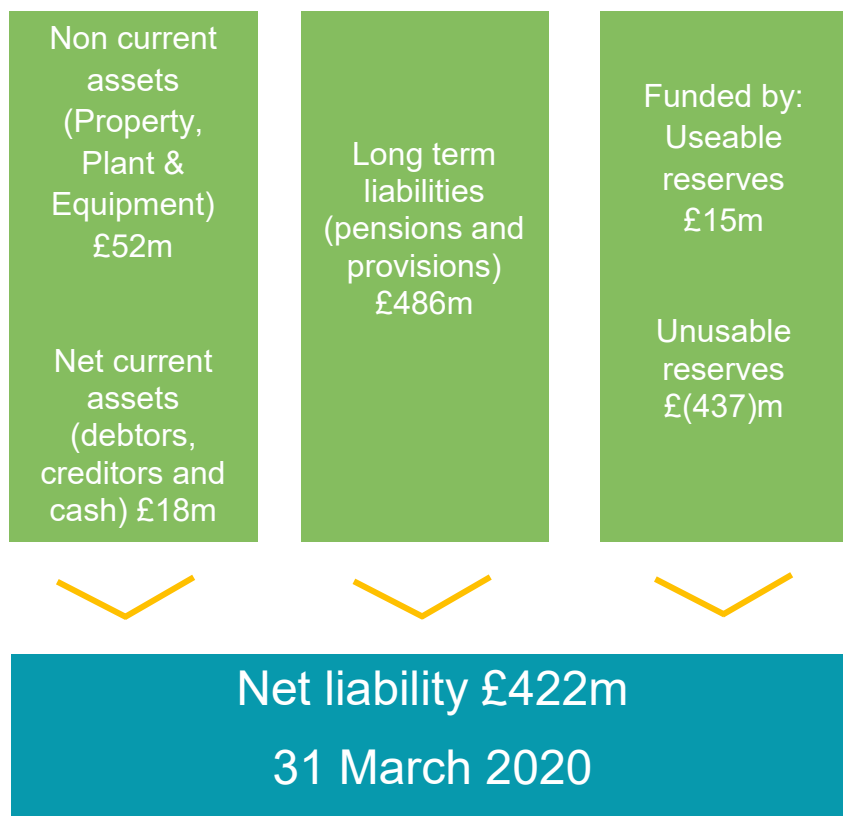 Non current
assets
(Property,
Plant &
Equipment)
£52m
Net current
assets
(debtors,
creditors and
cash) £18m
Long term
liabilities
(pensions and
provisions)
£486m
Funded by:
Useable
reserves
£15m
Unusable
reserves
£(437)m
Net liability £422m
31 March 2020